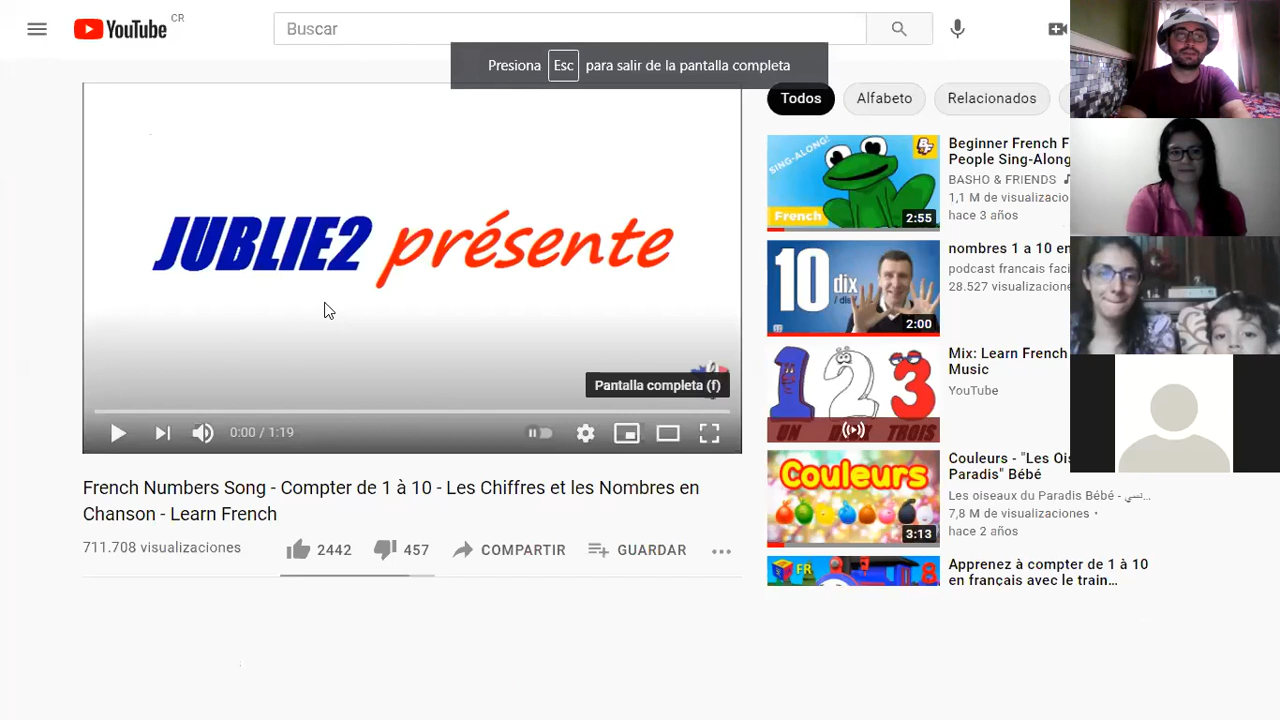 YouTube CR
Buscar
Presiona Esc para salir de la pantalla completa
JUBLIE2 présente
Pantalla completa (f)
0:00 / 1:19
French Numbers Song - Compter de 1 à 10 - Les Chiffres et les Nombres en
Chanson - Learn French
711.708 visualizaciones
2442
457
COMPARTIR
GUARDAR
Todos
Alfabeto
Relacionados
SING-ALONG!
BF
French
2:55
Beginner French F
People Sing-Along
BASHO & FRIENDS
1,1 M de visualizacio
hace 3 años
10 dix
2:00
nombres 1 a 10 en
podcast francais faci
28.527 visualizacione
1 2 3
UN DEUX TROIS
Mix: Learn French
Music
YouTube
Couleurs
3:13
Couleurs - "Les Ois
Paradis" Bébé
Les oiseaux du Paradis Bébé - نسي...
7,8 M de visualizaciones •
hace 2 años
FR
8
Apprenez à compter de 1 à 10
en français avec le train...